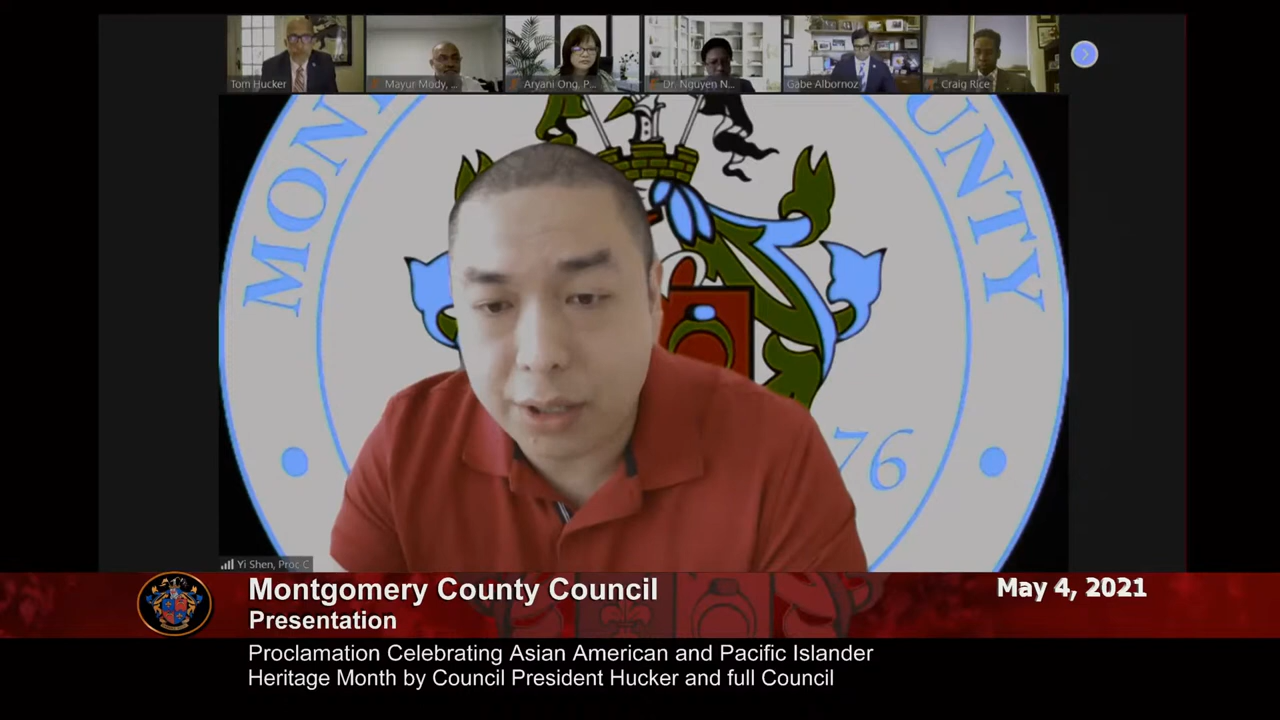 Tom Hucker
Mayur Mody, ...
Aryani Ong, P...
Dr. Nguyen N...
Gabe Albornoz
Craig Rice
MON
UNTY
76
Yi Shen, Proc C
Montgomery County Council
May 4, 2021
Presentation
Proclamation Celebrating Asian American and Pacific Islander
Heritage Month by Council President Hucker and full Council